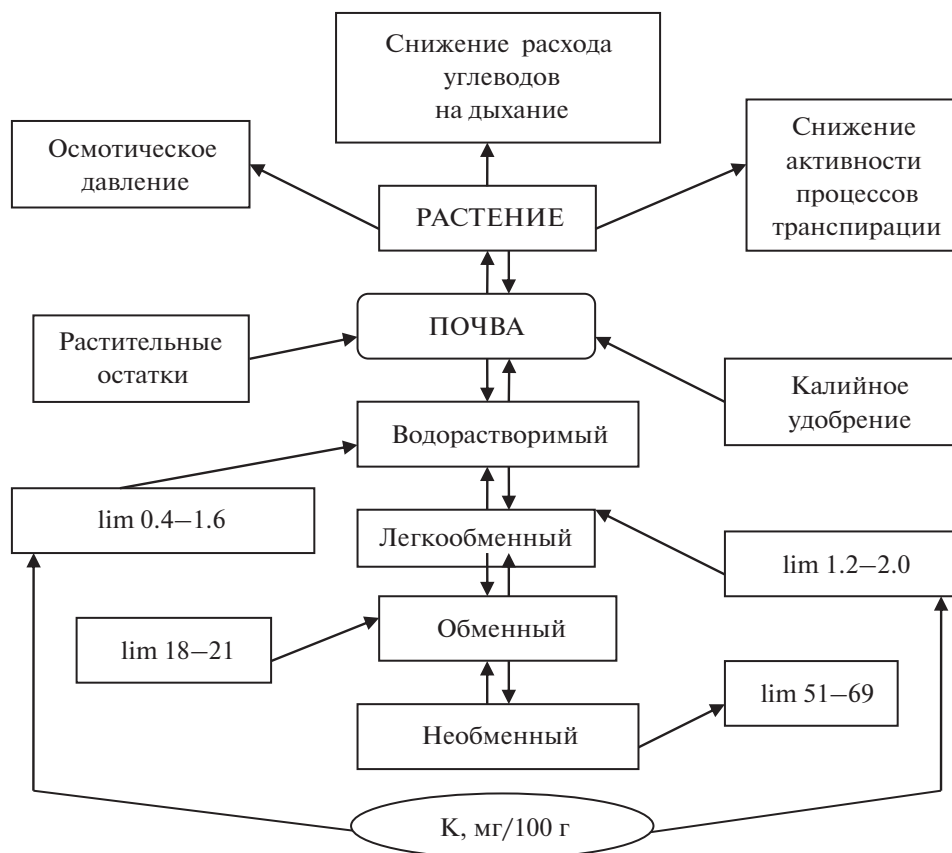 Снижение расхода
углеводов
на дыхание
Осмотическое
давление
Снижение
активности
процессов
транспирации
РАСТЕНИЕ
ПОЧВА
Растительные
остатки
Калийное
удобрение
Водорастворимый
lim 0.4–1.6
Легкообменный
lim 1.2–2.0
Обменный
lim 18–21
lim 51–69
Необменный
K, мг/100 г